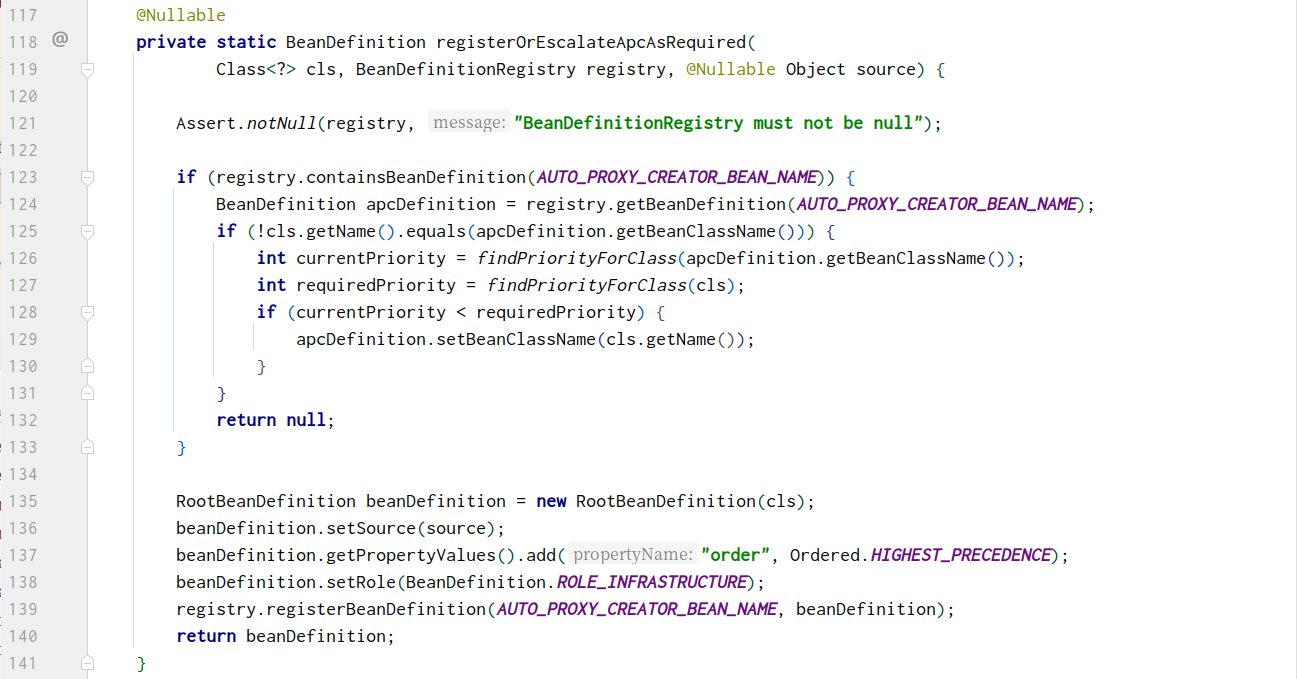 117 @Nullable
118 @ private static BeanDefinition registerOrEscalateApcAsRequired(
119 Class<?> cls, BeanDefinitionRegistry registry, @Nullable Object source) {
120
121 Assert.notNull(registry, message: "BeanDefinitionRegistry must not be null");
122
123 if (registry.containsBeanDefinition(AUTO_PROXY_CREATOR_BEAN_NAME)) {
124 BeanDefinition apcDefinition = registry.getBeanDefinition(AUTO_PROXY_CREATOR_BEAN_NAME);
125 if (!cls.getName().equals(apcDefinition.getBeanClassName())) {
126 int currentPriority = findPriorityForClass(apcDefinition.getBeanClassName());
127 int requiredPriority = findPriorityForClass(cls);
128 if (currentPriority < requiredPriority) {
129 apcDefinition.setBeanClassName(cls.getName());
130 }
131 }
132 return null;
133 }
134
135 RootBeanDefinition beanDefinition = new RootBeanDefinition(cls);
136 beanDefinition.setSource(source);
137 beanDefinition.getPropertyValues().add( propertyName: "order", Ordered.HIGHEST_PRECEDENCE);
138 beanDefinition.setRole(BeanDefinition.ROLE_INFRASTRUCTURE);
139 registry.registerBeanDefinition(AUTO_PROXY_CREATOR_BEAN_NAME, beanDefinition);
140 return beanDefinition;
141 }